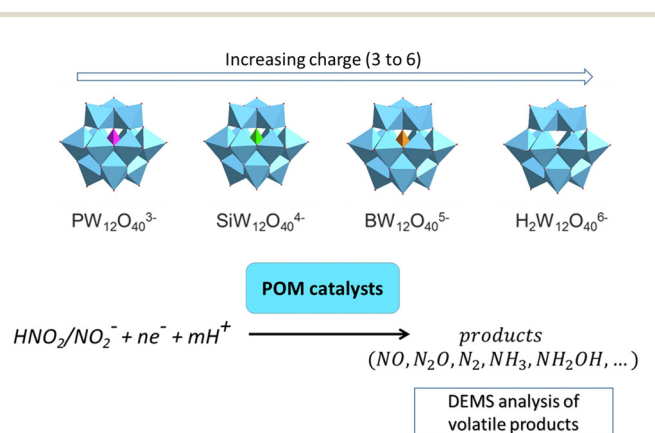 Increasing charge (3 to 6)
PW₁₂O₄₀³⁻ SiW₁₂O₄₀⁴⁻ BW₁₂O₄₀⁵⁻ H₂W₁₂O₄₀⁶⁻
POM catalysts
HNO₂/NO₂⁻ + ne⁻ + mH⁺
products
(NO, N₂O, N₂, NH₃, NH₂OH, …)
DEMS analysis of
volatile products